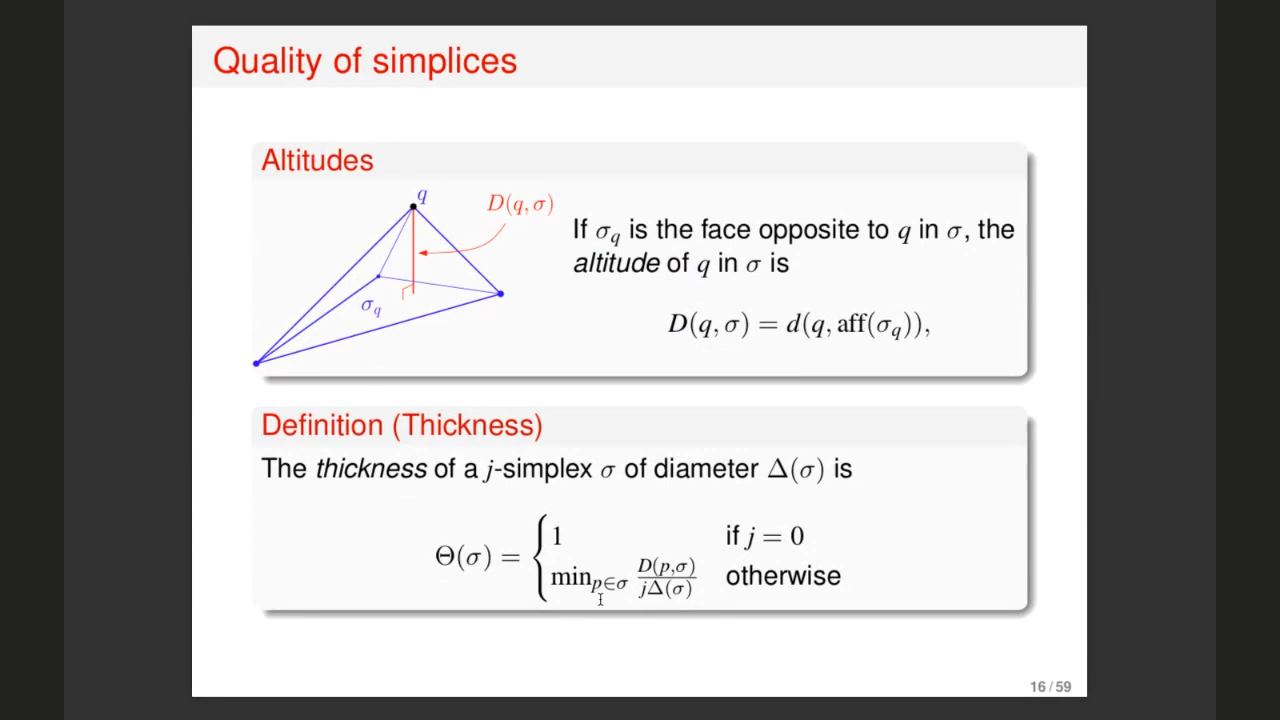 Quality of simplices
Altitudes
q
D(q, σ)
σ_q
If σ_q is the face opposite to q in σ, the
altitude of q in σ is
D(q, σ) = d(q, aff(σ_q)),
Definition (Thickness)
The thickness of a j-simplex σ of diameter Δ(σ) is
Θ(σ) = { 1 if j = 0
min_{p∈σ} D(p,σ)/jΔ(σ) otherwise
16 / 59